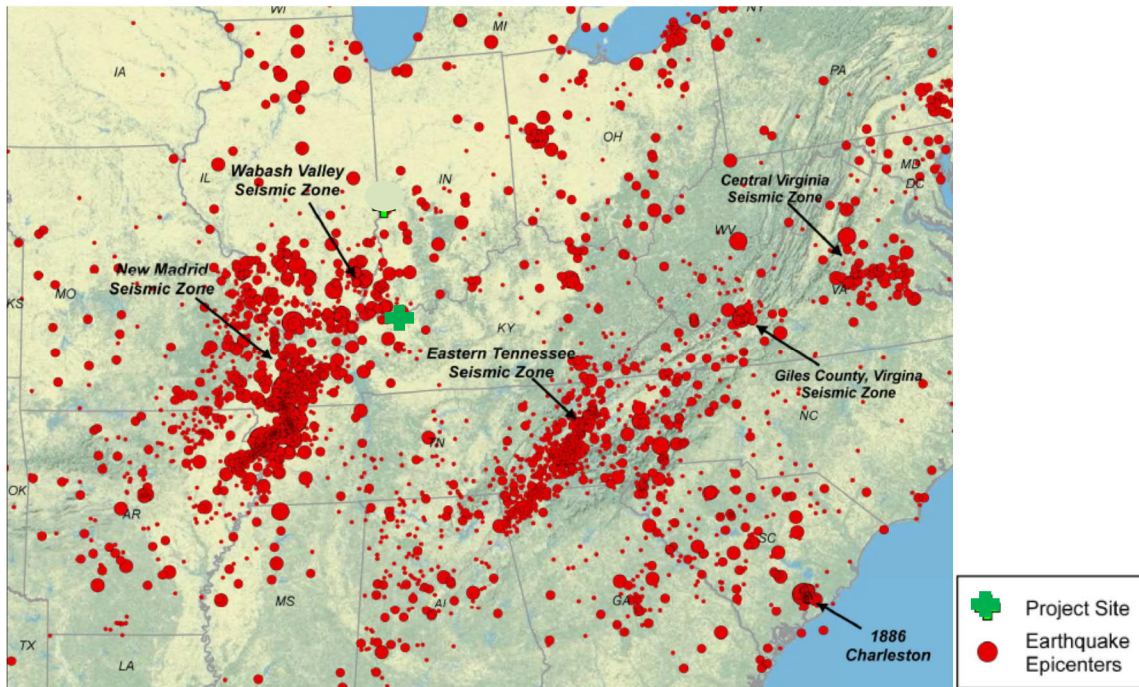 WI
MI
NY
IA
PA
OH
Wabash Valley
Seismic Zone
IL
IN
MD
DC
Central Virginia
Seismic Zone
WV
New Madrid
Seismic Zone
MO
KS
VA
KY
Eastern Tennessee
Seismic Zone
Giles County, Virgina
Seismic Zone
NC
TN
OK
AR
SC
MS
Al
GA
1886
Charleston
TX
LA
Project Site
Earthquake
Epicenters